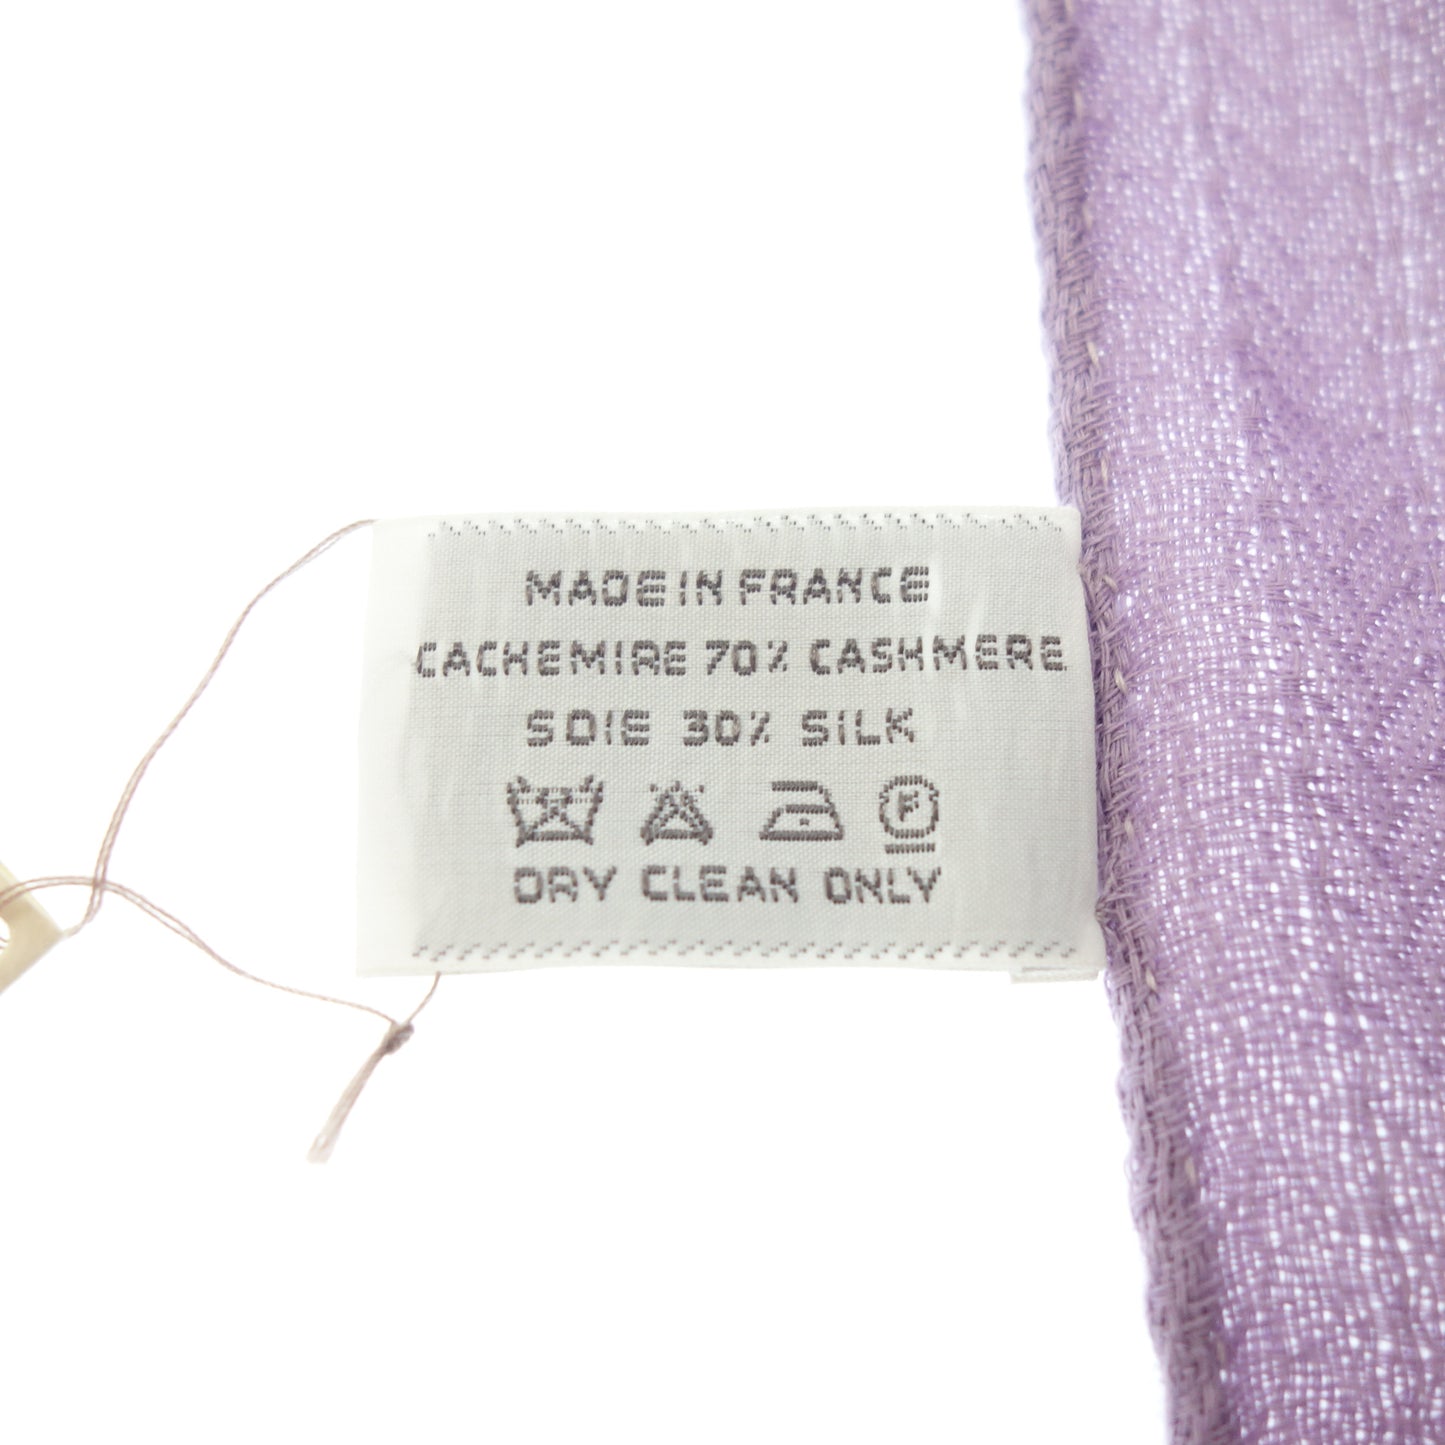 MADE IN FRANCE
CACHEMIRE 70% CASHMERE
SOIE 30% SILK
F
DRY CLEAN ONLY